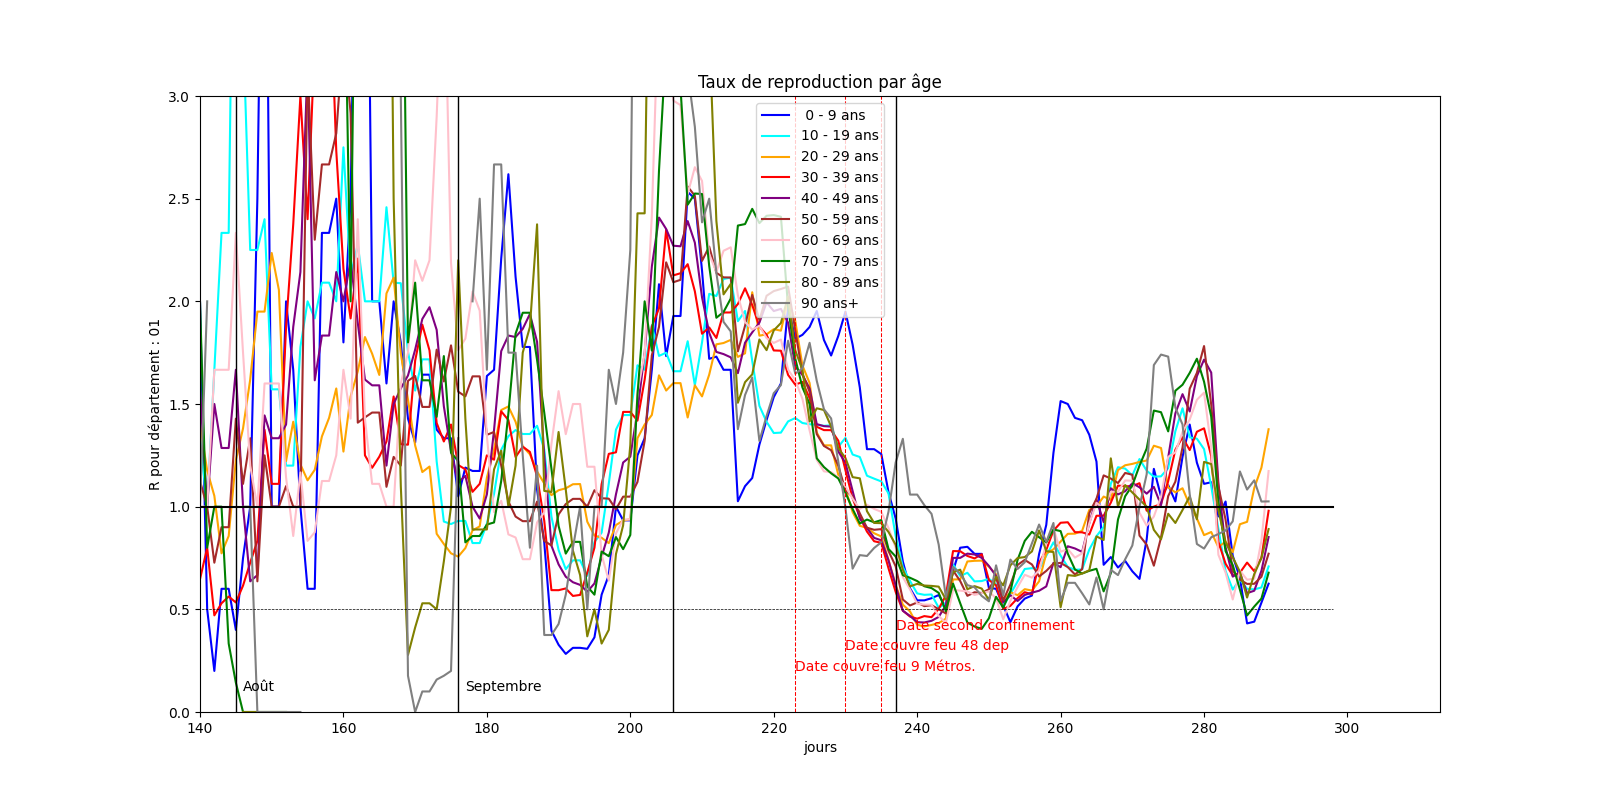 Taux de reproduction par âge
R pour département : 01
3.0
2.5
2.0
1.5
1.0
0.5
0.0
0 - 9 ans
10 - 19 ans
20 - 29 ans
30 - 39 ans
40 - 49 ans
50 - 59 ans
60 - 69 ans
70 - 79 ans
80 - 89 ans
90 ans+
Date second confinement
Date couvre feu 48 dep
Date couvre feu 9 Métros.
Août
Septembre
140 160 180 200 220 240 260 280 300
jours